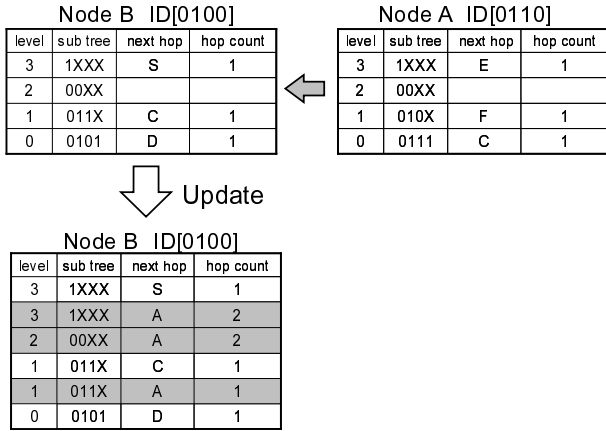 Node B ID[0100]
level sub tree next hop hop count
3 1XXX S 1
2 00XX
1 011X C 1
0 0101 D 1
Node A ID[0110]
level sub tree next hop hop count
3 1XXX E 1
2 00XX
1 010X F 1
0 0111 C 1
Update
Node B ID[0100]
level sub tree next hop hop count
3 1XXX S 1
3 1XXX A 2
2 00XX A 2
1 011X C 1
1 011X A 1
0 0101 D 1